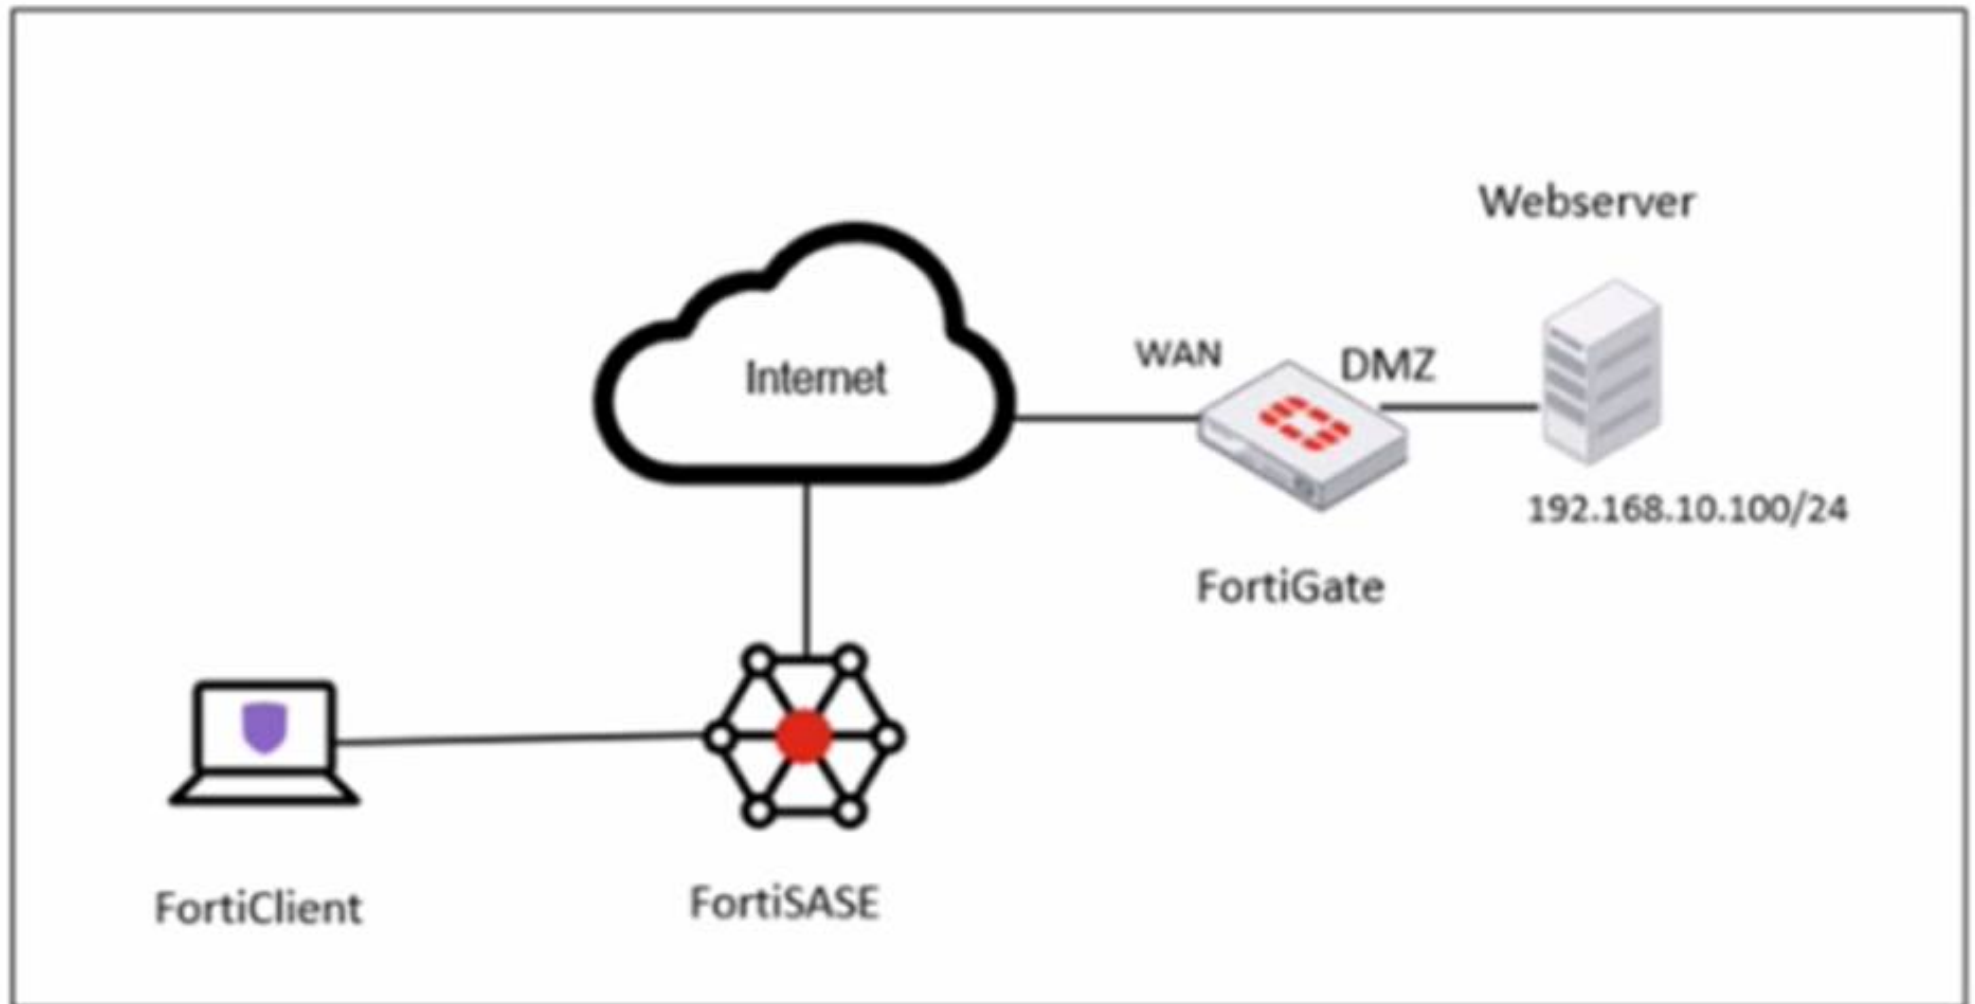 Webserver
WAN
DMZ
Internet
192.168.10.100/24
FortiGate
FortiClient
FortiSASE